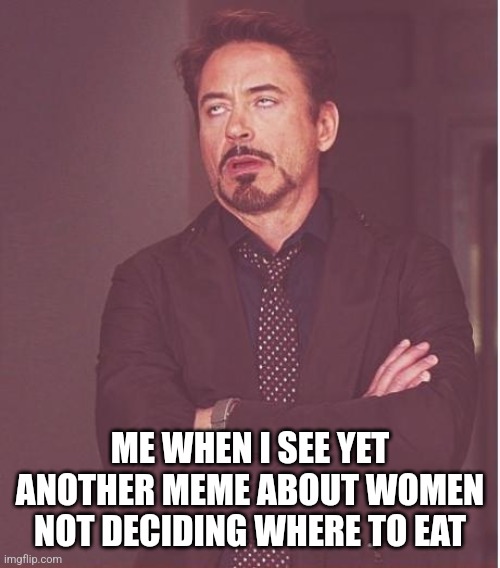 ME WHEN I SEE YET
ANOTHER MEME ABOUT WOMEN
NOT DECIDING WHERE TO EAT
imgflip.com